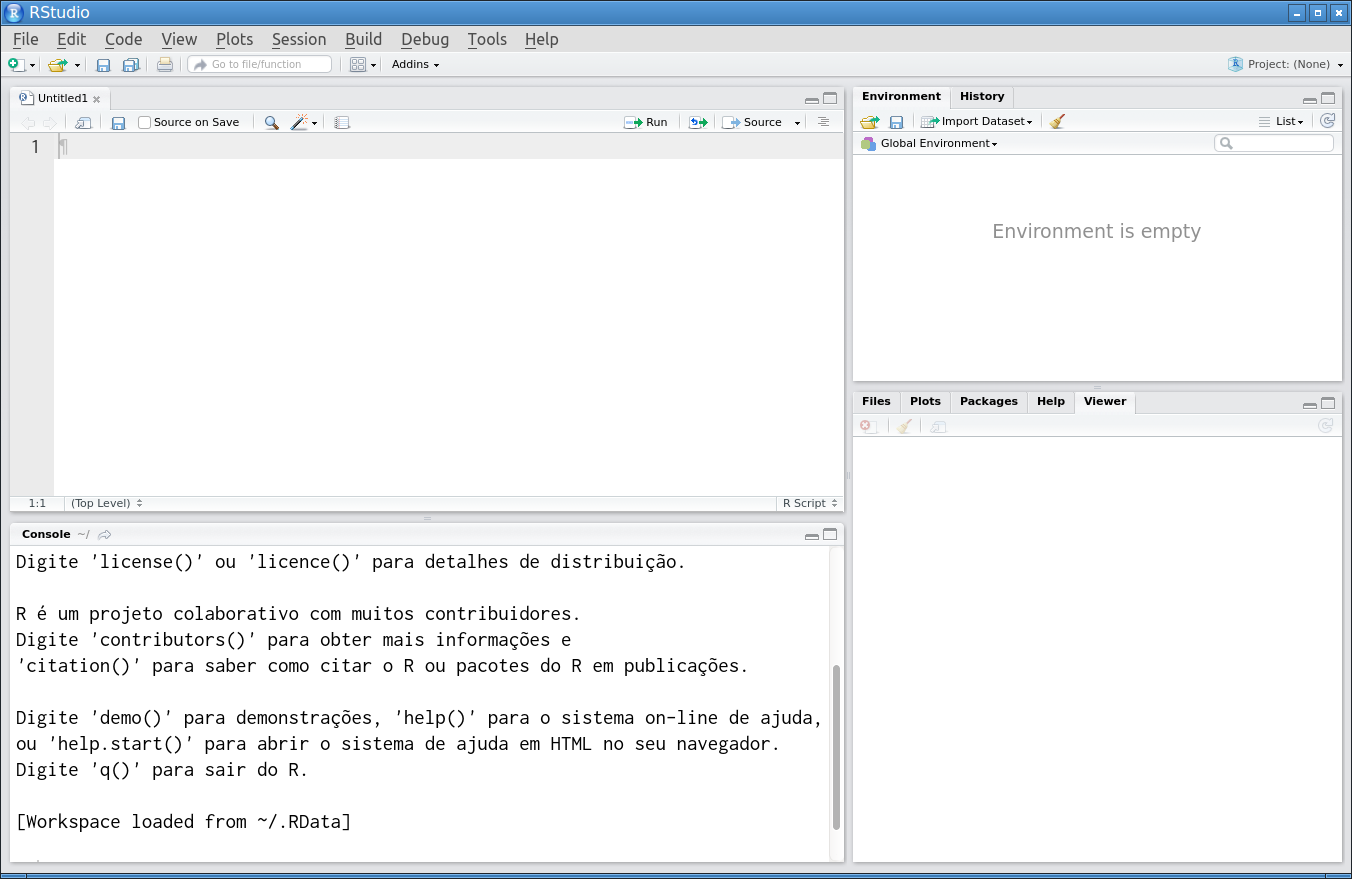 RStudio
File Edit Code View Plots Session Build Debug Tools Help
Go to file/function Addins Project: (None)
Untitled1
Source on Save Run Source
1 ¶
1:1 (Top Level) R Script
Console ~/
Digite 'license()' ou 'licence()' para detalhes de distribuição.
R é um projeto colaborativo com muitos contribuidores.
Digite 'contributors()' para obter mais informações e
'citation()' para saber como citar o R ou pacotes do R em publicações.
Digite 'demo()' para demonstrações, 'help()' para o sistema on-line de ajuda,
ou 'help.start()' para abrir o sistema de ajuda em HTML no seu navegador.
Digite 'q()' para sair do R.
[Workspace loaded from ~/.RData]
Environment History
Import Dataset List
Global Environment
Environment is empty
Files Plots Packages Help Viewer